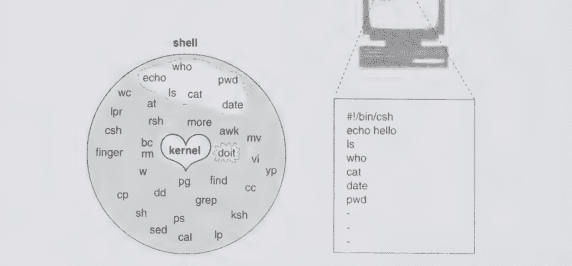 shell
who
echo
pwd
ls cat
wc
at
date
lpr
rsh more
csh
awk
mv
bc
kernel
doit
finger
rm
vi
w
yp
pg find
cc
cp
dd
grep
sh
ps
ksh
sed
cal
lp
#!/bin/csh
echo hello
ls
who
cat
date
pwd
-
-
-